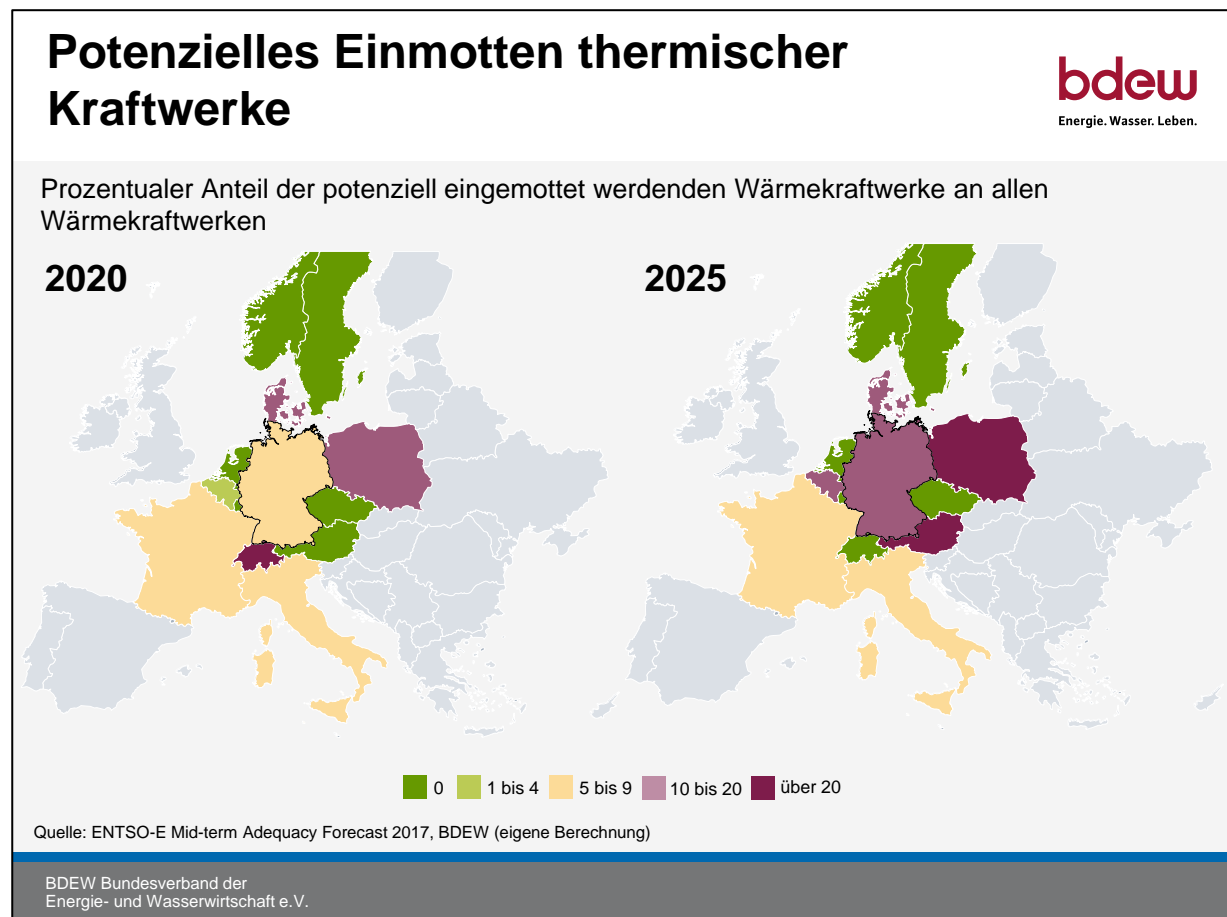 Potenzielles Einmotten thermischer
Kraftwerke
bdew
Energie. Wasser. Leben.
Prozentualer Anteil der potenziell eingemottet werdenden Wärmekraftwerke an allen
Wärmekraftwerken
2020
2025
0
1 bis 4
5 bis 9
10 bis 20
über 20
Quelle: ENTSO-E Mid-term Adequacy Forecast 2017, BDEW (eigene Berechnung)
BDEW Bundesverband der
Energie- und Wasserwirtschaft e.V.